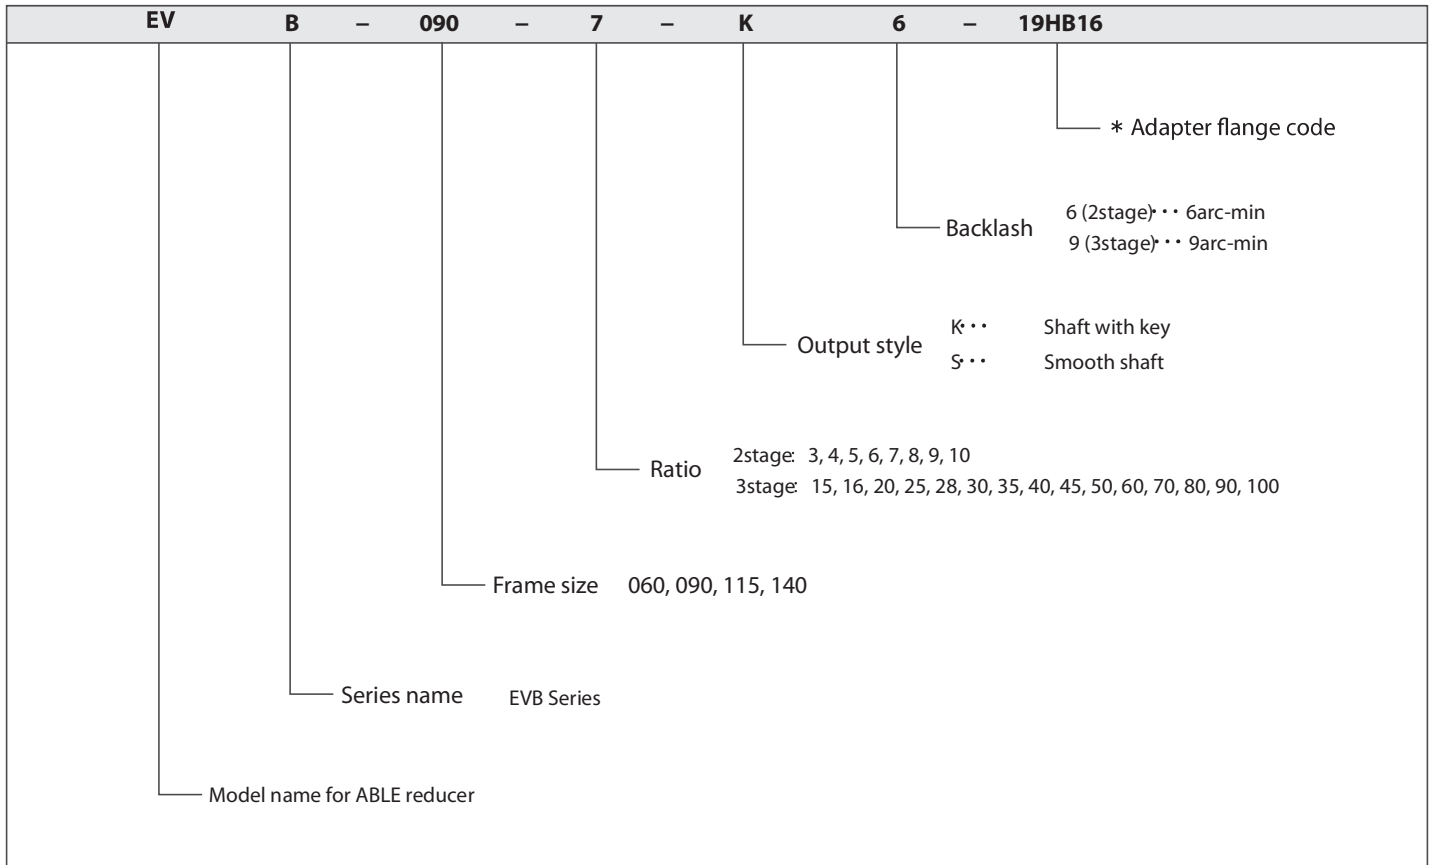 EV B – 090 – 7 – K 6 – 19HB16
* Adapter flange code
Backlash 6 (2stage)··· 6arc-min
9 (3stage)··· 9arc-min
Output style K··· Shaft with key
S··· Smooth shaft
Ratio 2stage: 3, 4, 5, 6, 7, 8, 9, 10
3stage: 15, 16, 20, 25, 28, 30, 35, 40, 45, 50, 60, 70, 80, 90, 100
Frame size 060, 090, 115, 140
Series name EVB Series
Model name for ABLE reducer